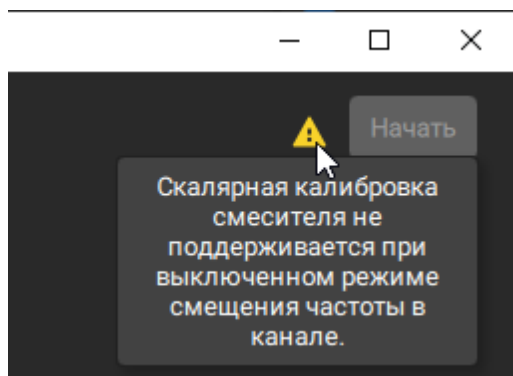 Начать
Скалярная калибровка
смесителя не
поддерживается при
выключенном режиме
смещения частоты в
канале.